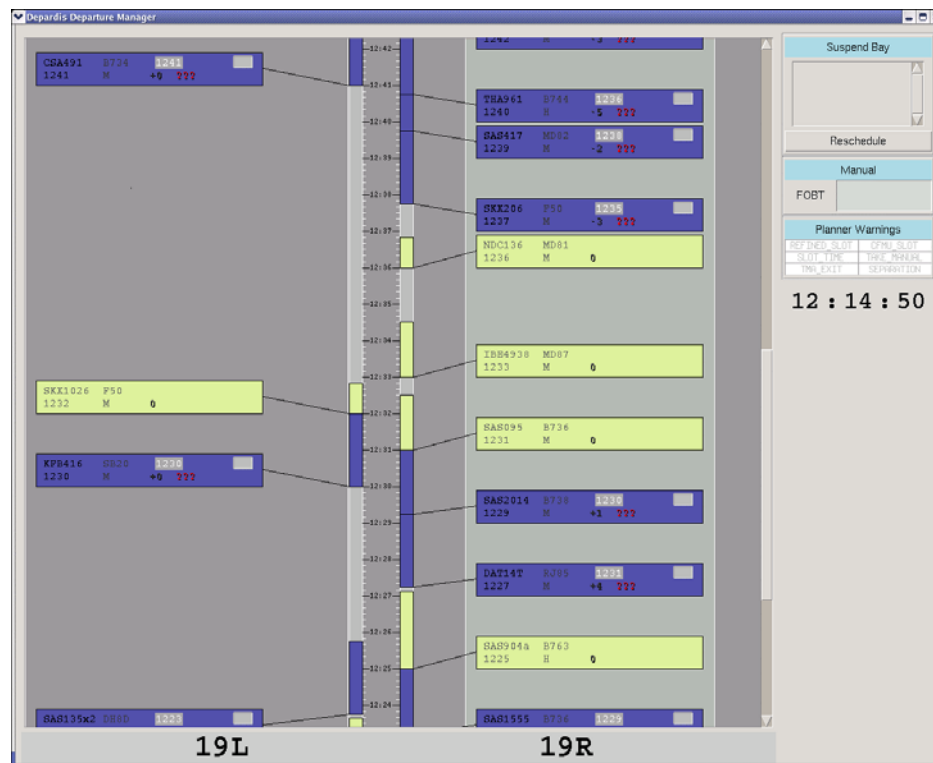 Depardis Departure Manager
CSA491 B734 1241
1241 M +0 ???
SKX1026 F50
1232 M 0
KFB416 SB20 1230
1230 M +0 ???
SAS135x2 DH8D 1223
12:42
12:41
12:40
12:39
12:38
12:37
12:36
12:35
12:34
12:33
12:32
12:31
12:30
12:29
12:28
12:27
12:26
12:25
12:24
1242 M -3 ???
THA961 B744 1236
1240 H -5 ???
SAS417 MD82 1238
1239 M -2 ???
SKX206 F50 1235
1237 M -3 ???
NDC136 MD81
1236 M 0
IBE4938 MD87
1233 M 0
SAS095 B736
1231 M 0
SAS2014 B738 1230
1229 M +1 ???
DAT14T RJ85 1231
1227 M +4 ???
SAS904a B763
1225 H 0
SAS1555 B736 1229
19L
19R
Suspend Bay
Reschedule
Manual
FOBT
Planner Warnings
REFINED_SLOT CFMU_SLOT
SLOT_TIME TAKE_MANUAL
TMA_EXIT SEPARATION
12:14:50